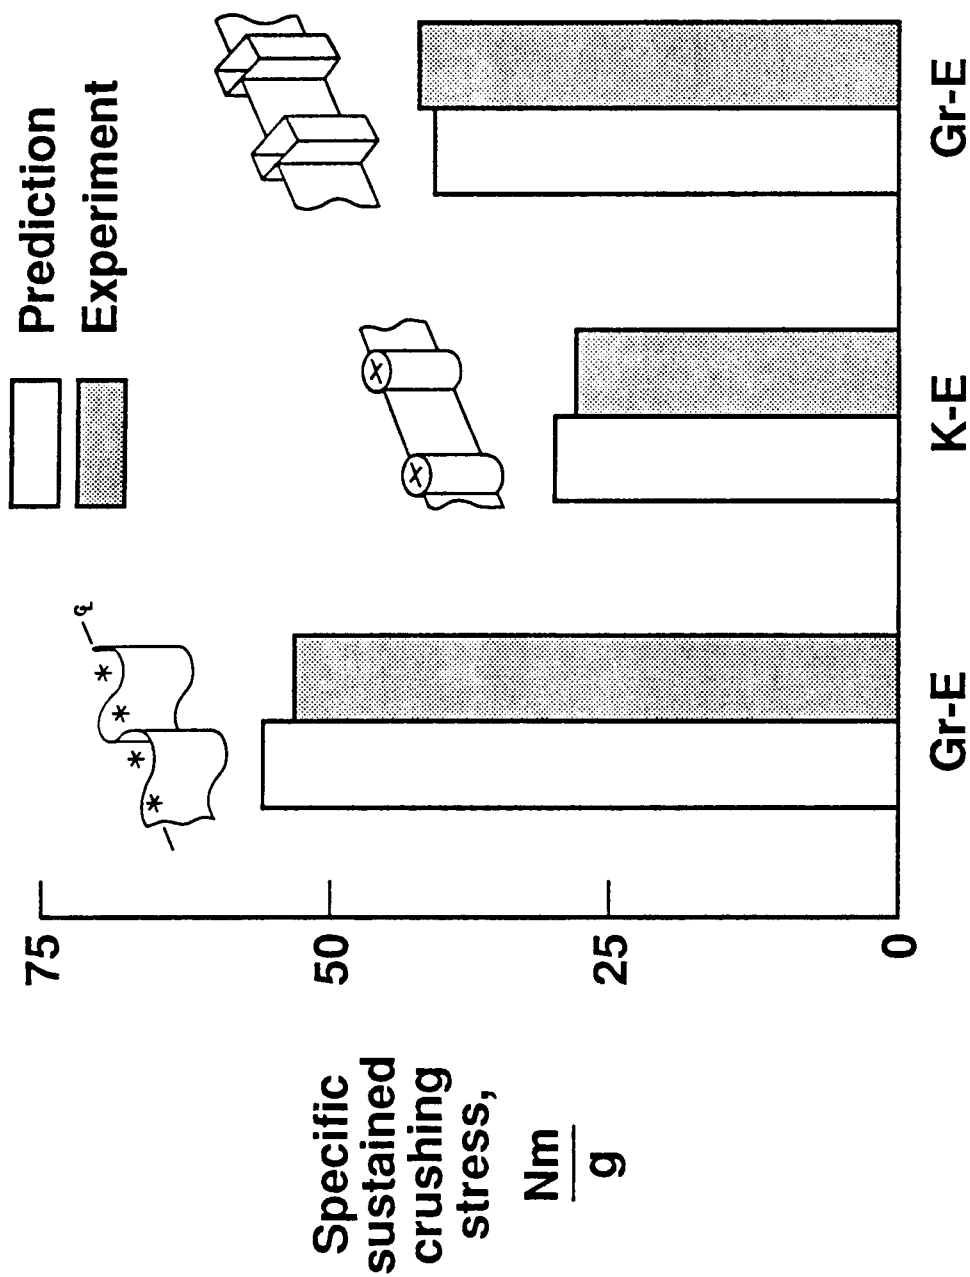 Prediction
Experiment
℄
75
50
25
0
Specific
sustained
crushing
stress,
Nm
g
Gr-E
K-E
Gr-E